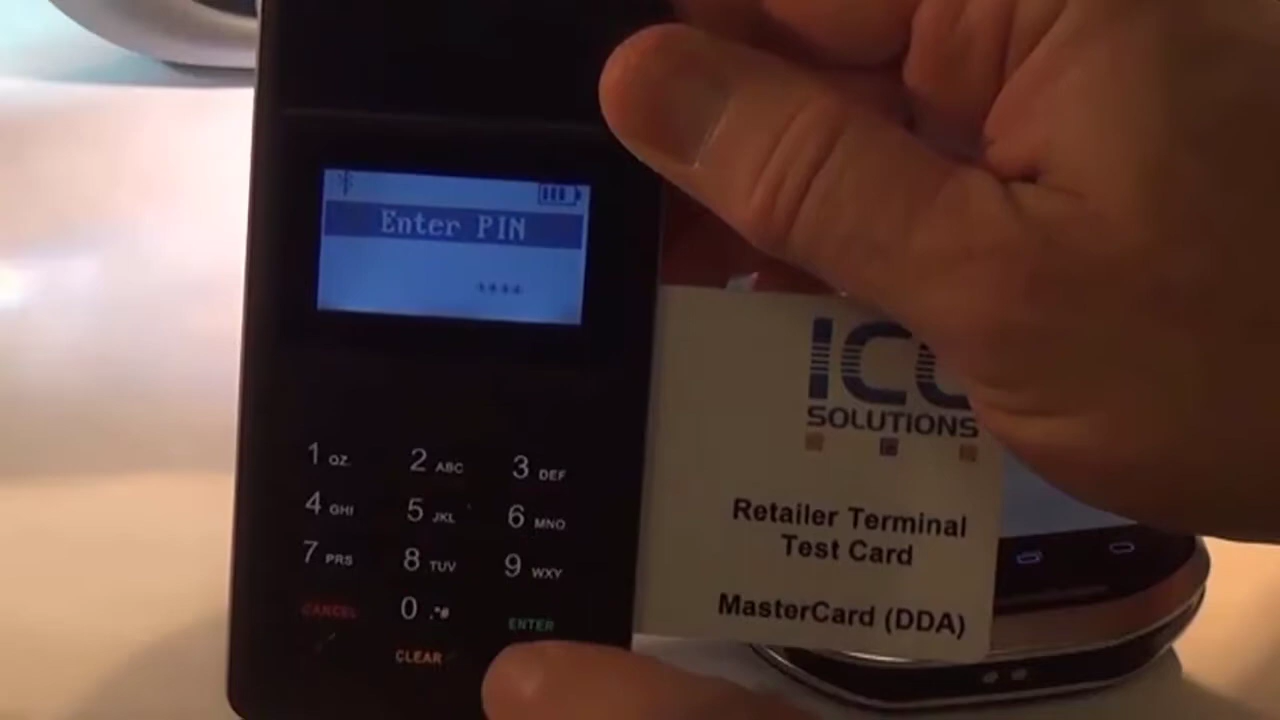 Enter PIN
****
1 QZ. 2 ABC 3 DEF
4 GHI 5 JKL 6 MNO
7 PRS 8 TUV 9 WXY
CANCEL 0 .*# ENTER
CLEAR
SOLUTIONS
Retailer Terminal
Test Card
MasterCard (DDA)